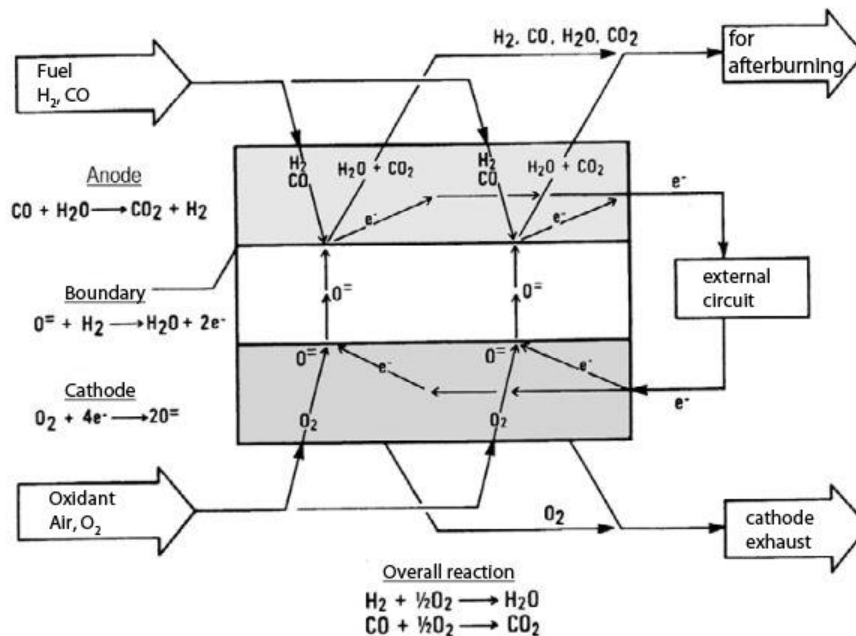 H₂, CO, H₂O, CO₂
for
afterburning
Fuel
H₂, CO
H₂
CO
H₂O + CO₂
H₂
CO
H₂O + CO₂
Anode
CO + H₂O → CO₂ + H₂
e⁻
e⁻
e⁻
external
circuit
Boundary
O⁼ + H₂ → H₂O + 2e⁻
O⁼
O⁼
O⁼
O⁼
e⁻
e⁻
e⁻
Cathode
O₂ + 4e⁻ → 2O⁼
O₂
O₂
Oxidant
Air, O₂
O₂
cathode
exhaust
Overall reaction
H₂ + ½O₂ → H₂O
CO + ½O₂ → CO₂